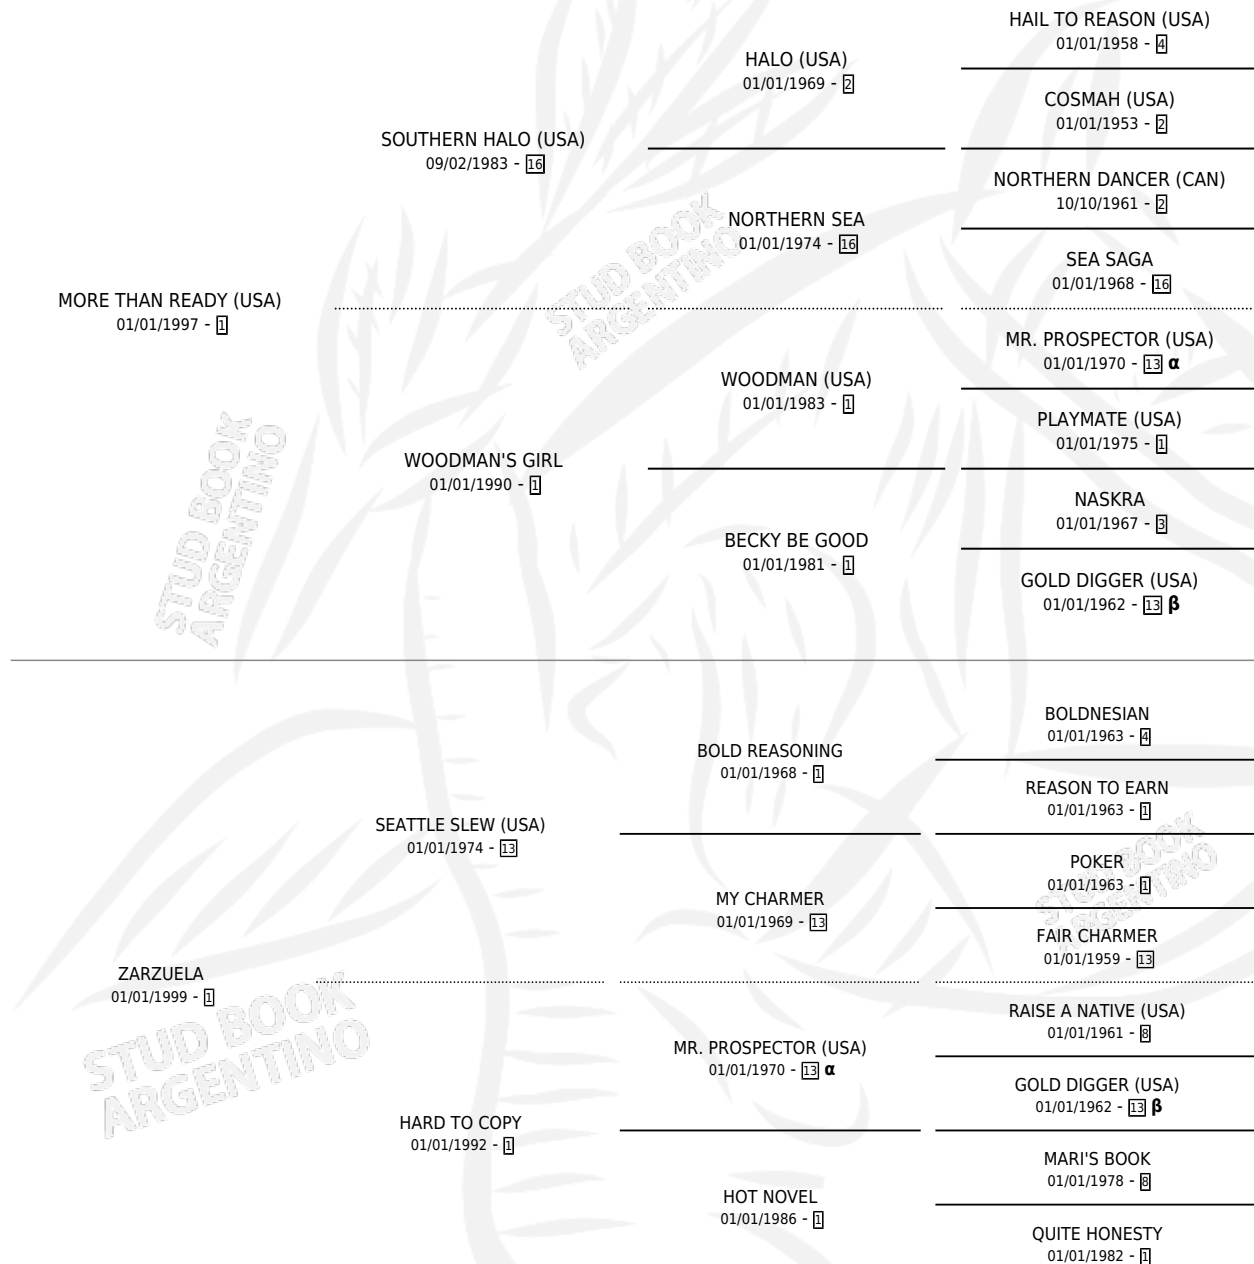 HAIL TO REASON (USA)
01/01/1958 - 4
HALO (USA)
01/01/1969 - 2
COSMAH (USA)
01/01/1953 - 2
SOUTHERN HALO (USA)
09/02/1983 - 16
NORTHERN DANCER (CAN)
10/10/1961 - 2
NORTHERN SEA
01/01/1974 - 16
SEA SAGA
01/01/1968 - 16
MORE THAN READY (USA)
01/01/1997 - 1
MR. PROSPECTOR (USA)
01/01/1970 - 13 α
WOODMAN (USA)
01/01/1983 - 1
PLAYMATE (USA)
01/01/1975 - 1
WOODMAN'S GIRL
01/01/1990 - 1
NASKRA
01/01/1967 - 3
BECKY BE GOOD
01/01/1981 - 1
GOLD DIGGER (USA)
01/01/1962 - 13 β
BOLDNESIAN
01/01/1963 - 4
BOLD REASONING
01/01/1968 - 1
REASON TO EARN
01/01/1963 - 1
SEATTLE SLEW (USA)
01/01/1974 - 13
POKER
01/01/1963 - 1
MY CHARMER
01/01/1969 - 13
FAIR CHARMER
01/01/1959 - 13
ZARZUELA
01/01/1999 - 1
RAISE A NATIVE (USA)
01/01/1961 - 8
MR. PROSPECTOR (USA)
01/01/1970 - 13 α
GOLD DIGGER (USA)
01/01/1962 - 13 β
HARD TO COPY
01/01/1992 - 1
MARI'S BOOK
01/01/1978 - 8
HOT NOVEL
01/01/1986 - 1
QUITE HONESTY
01/01/1982 - 1
STUD BOOK
ARGENTINO
STUD BOOK
ARGENTINO
STUD BOOK
ARGENTINO
STUD BOOK
ARGENTINO